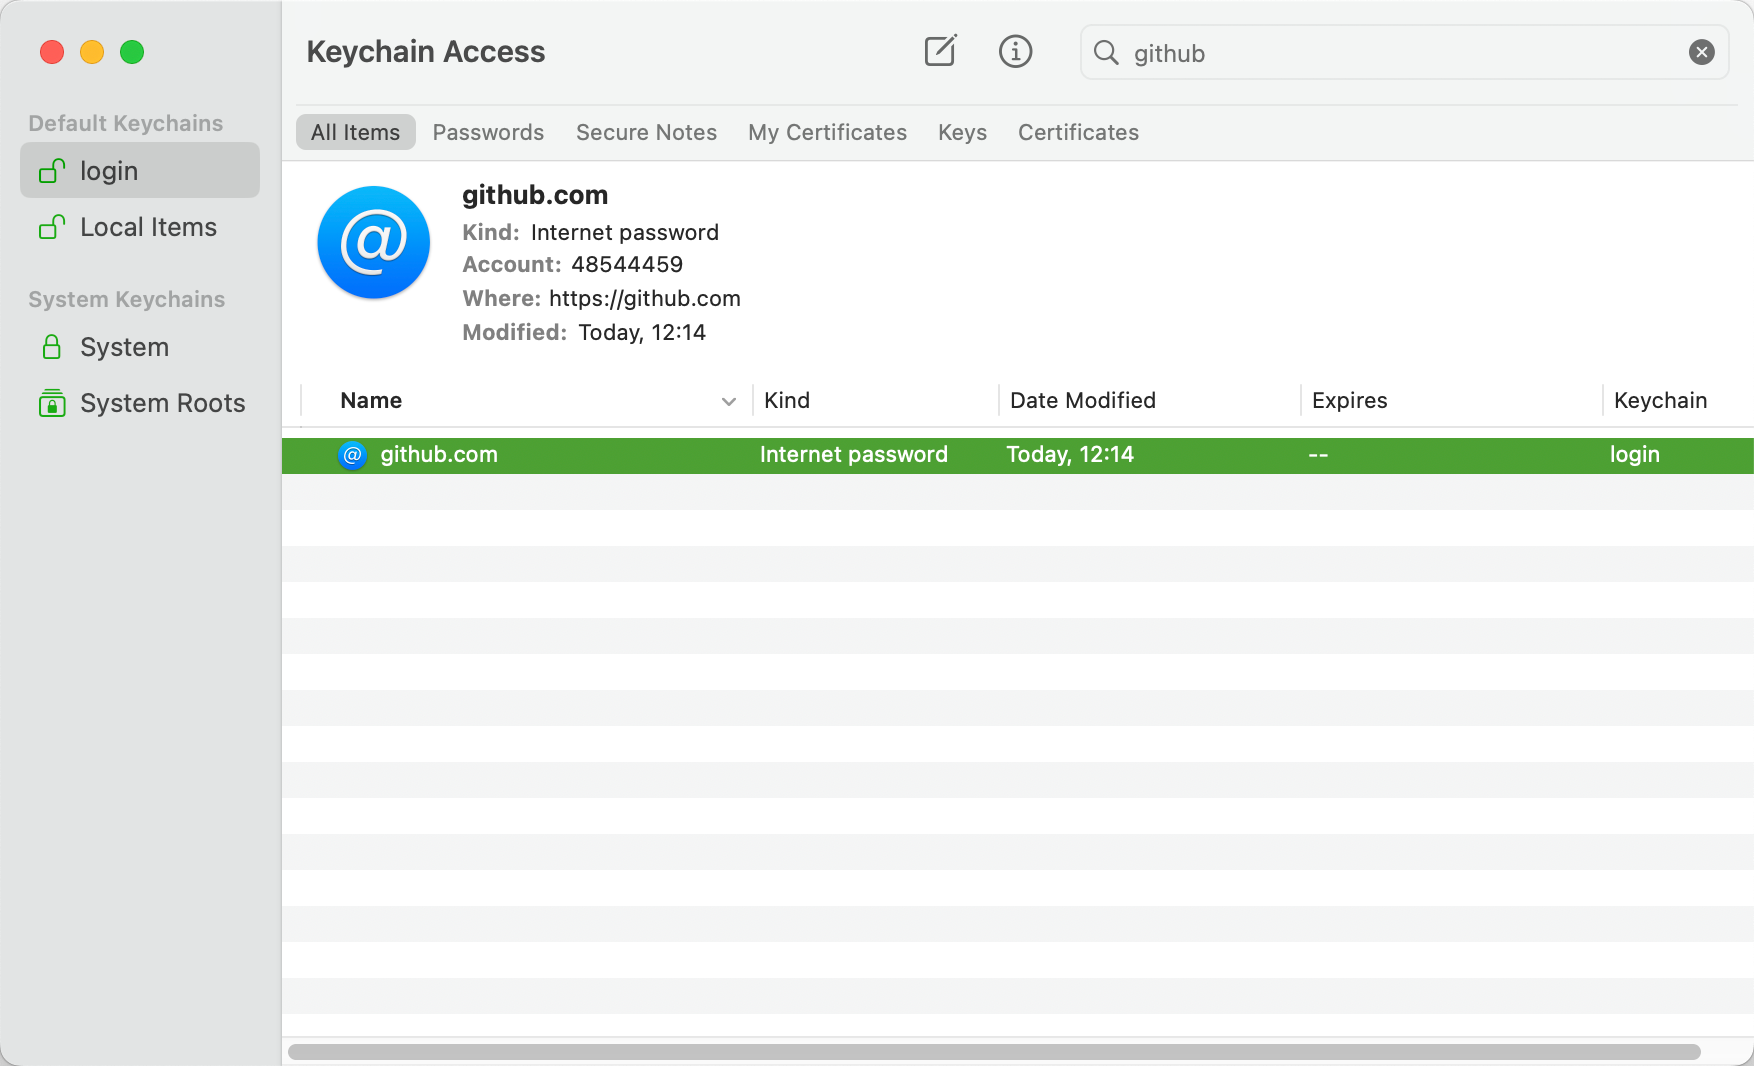 Keychain Access
github
Default Keychains
login
Local Items
System Keychains
System
System Roots
All Items Passwords Secure Notes My Certificates Keys Certificates
@
github.com
Kind: Internet password
Account: 48544459
Where: https://github.com
Modified: Today, 12:14
Name Kind Date Modified Expires Keychain
@ github.com Internet password Today, 12:14 -- login